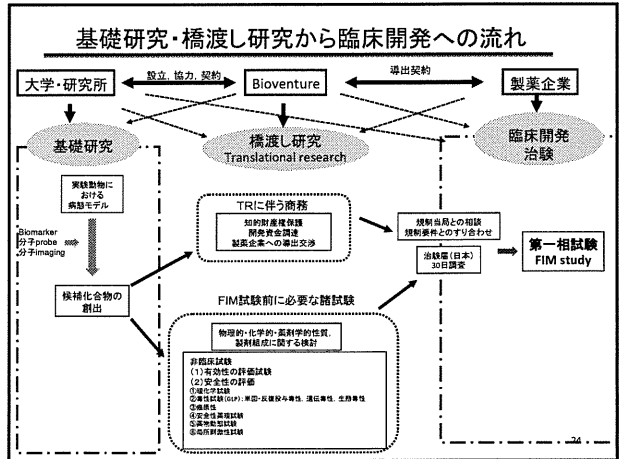 基礎研究・橋渡し研究から臨床開発への流れ
大学・研究所
設立，協力，契約
Bioventure
導出契約
製薬企業
基礎研究
橋渡し研究
Translational research
臨床開発
治験
実験動物に
おける
病態モデル
Biomarker
分子probe
分子imaging
候補化合物の
創出
TRに伴う商務
知的財産権保護
開発資金調達
製薬企業への導出交渉
規制当局との相談
規制要件とのすり合わせ
治験届（日本）
30日調査
第一相試験
FIM study
FIM試験前に必要な諸試験
物理的・化学的・薬剤学的性質，
製剤組成に関する検討
非臨床試験
（1）有効性の評価試験
（2）安全性の評価
②毒性試験（GLP）：単回・反復投与毒性，遺伝毒性，生殖毒性
③癌原性
④安全性薬理試験
⑤薬物動態試験
⑥局所刺激性試験
24